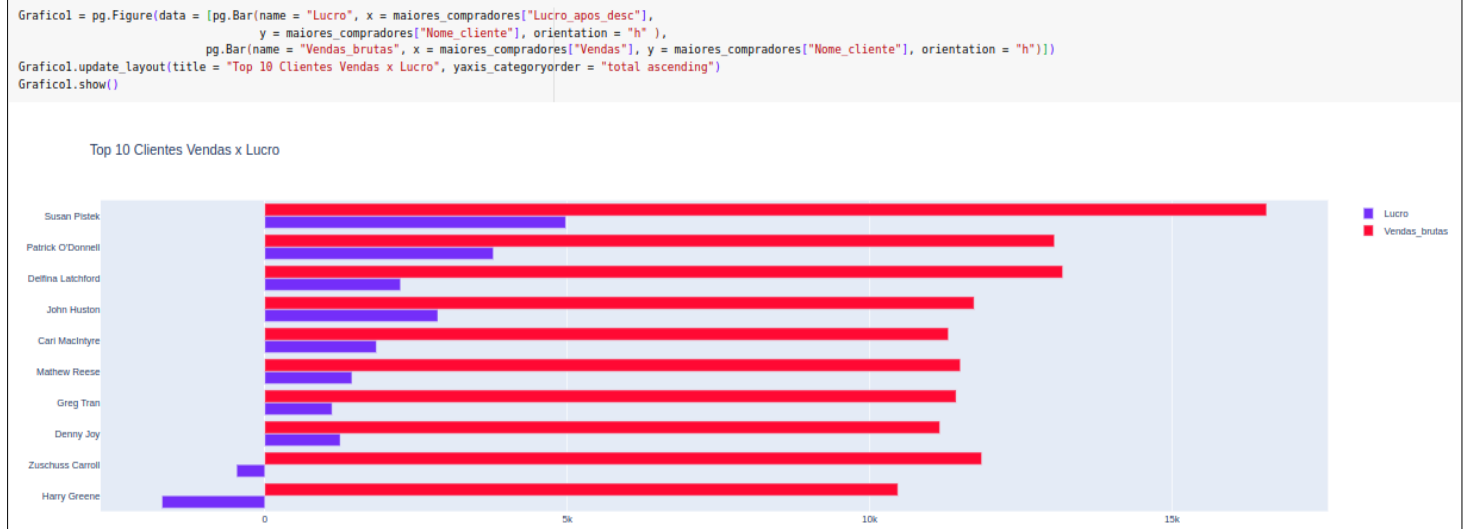 Grafico1 = pg.Figure(data = [pg.Bar(name = "Lucro", x = maiores_compradores["Lucro_apos_desc"],
y = maiores_compradores["Nome_cliente"], orientation = "h" ),
pg.Bar(name = "Vendas_brutas", x = maiores_compradores["Vendas"], y = maiores_compradores["Nome_cliente"], orientation = "h")])
Grafico1.update_layout(title = "Top 10 Clientes Vendas x Lucro", yaxis_categoryorder = "total ascending")
Grafico1.show()
Top 10 Clientes Vendas x Lucro
Susan Pistek
Patrick O'Donnell
Delfina Latchford
John Huston
Cari MacIntyre
Mathew Reese
Greg Tran
Denny Joy
Zuschuss Carroll
Harry Greene
0 5k 10k 15k
Lucro
Vendas_brutas